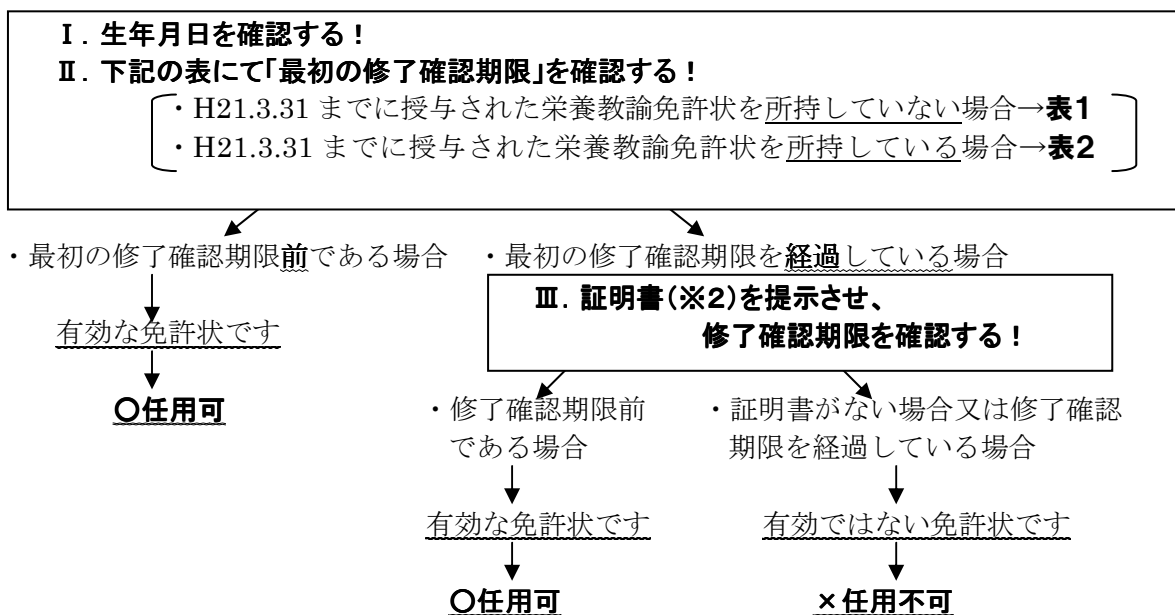 Ⅰ．生年月日を確認する！
Ⅱ．下記の表にて「最初の修了確認期限」を確認する！
・H21.3.31 までに授与された栄養教諭免許状を所持していない場合→表１
・H21.3.31 までに授与された栄養教諭免許状を所持している場合→表２
・最初の修了確認期限前である場合
・最初の修了確認期限を経過している場合
Ⅲ．証明書（※２）を提示させ、
修了確認期限を確認する！
有効な免許状です
○任用可
・修了確認期限前
である場合
・証明書がない場合又は修了確認
期限を経過している場合
有効な免許状です
有効ではない免許状です
○任用可
×任用不可